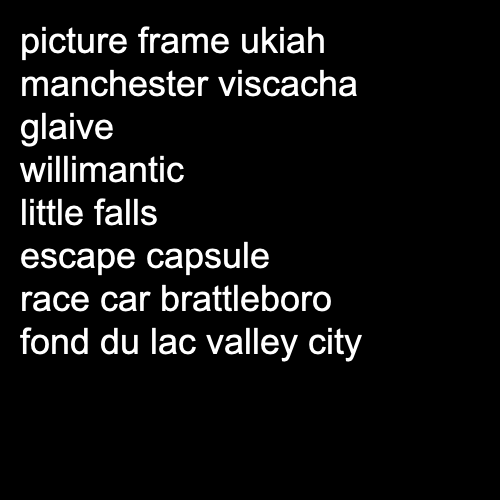 picture frame ukiah
manchester viscacha
glaive
willimantic
little falls
escape capsule
race car brattleboro
fond du lac valley city